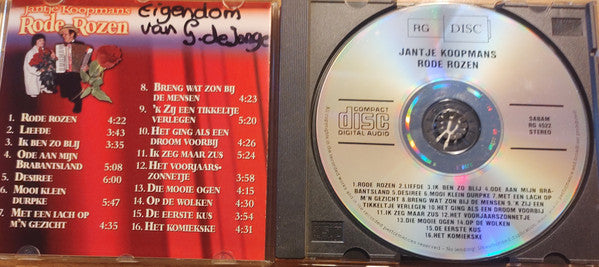 Jantje Koopmans
Rode Rozen
Eigendom
van S. de Jonge
1. Rode rozen 4:22
2. Liefde 3:43
3. Ik ben zo blij 3:35
4. Ode aan mijn
Brabantsland 5:08
5. Desiree 6:00
6. Mooi klein
durpke 5:47
7. Met een lach op
m'n gezicht 4:35
8. Breng wat zon bij
de mensen 4:23
9. 'k Zij een tikkeltje
verlegen 5:20
10. Het ging als een
droom voorbij 4:26
11. Ik zeg maar zus 5:24
12. Het voorjaars-
zonnetje 3:58
13. Die mooie ogen 4:15
14. Op de wolken 4:30
15. De eerste kus 3:54
16. Het komiekske 4:31
RG DISC
JANTJE KOOPMANS
RODE ROZEN
COMPACT
disc
DIGITAL AUDIO
SABAM
RG 4522
STEREO
1.RODE ROZEN 2.LIEFDE 3.IK BEN ZO BLIJ 4.ODE AAN MIJN BRA-
BANTSLAND 5.DESIREE 6.MOOI KLEIN DURPKE 7.MET EEN LACH OP
M'N GEZICHT 8.BRENG WAT ZON BIJ DE MENSEN 9.'K ZIJ EEN
TIKKELTJE VERLEGEN 10.HET GING ALS EEN DROOM VOORBIJ
11.IK ZEG MAAR ZUS 12.HET VOORJAARSZONNETJE
13.DIE MOOIE OGEN 14.OP DE WOLKEN
15.DE EERSTE KUS
16.HET KOMIEKSKE